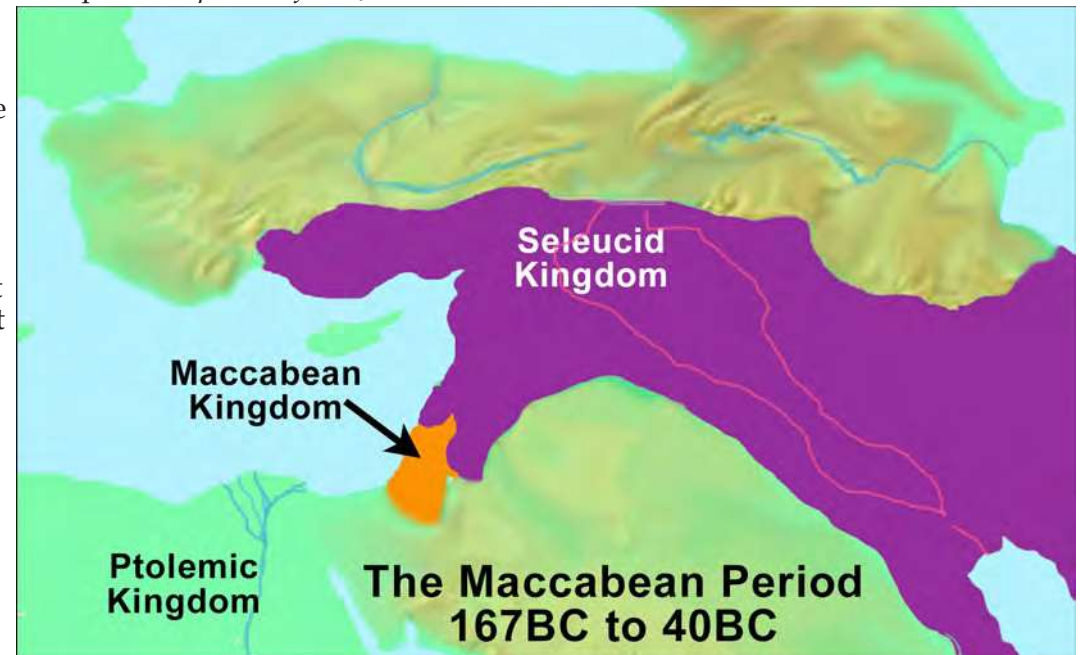 Seleucid
Kingdom
Maccabean
Kingdom
Ptolemic
Kingdom
The Maccabean Period
167BC to 40BC